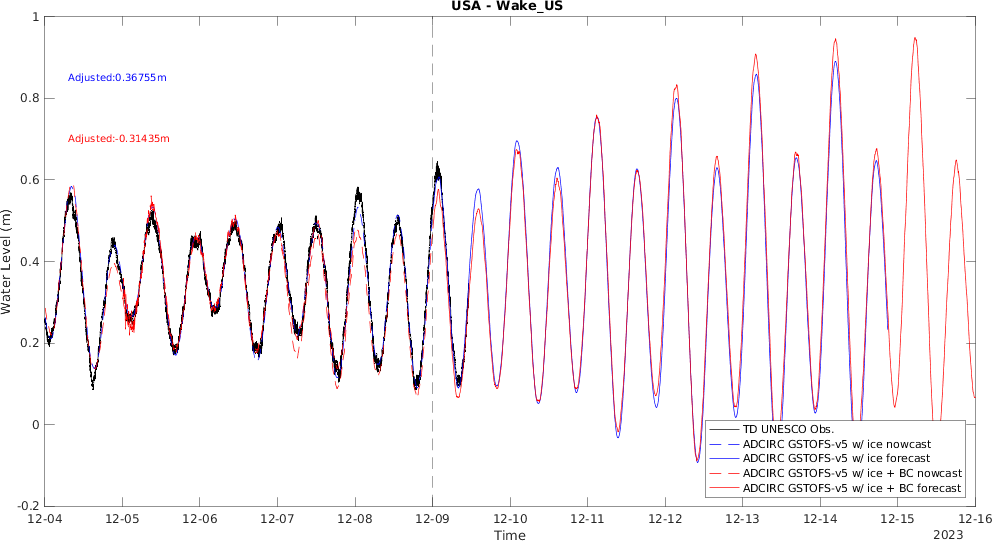 USA - Wake_US
1
0.8
0.6
0.4
0.2
0
-0.2
Water Level (m)
Adjusted:0.36755m
Adjusted:-0.31435m
TD UNESCO Obs.
ADCIRC GSTOFS-v5 w/ ice nowcast
ADCIRC GSTOFS-v5 w/ ice forecast
ADCIRC GSTOFS-v5 w/ ice + BC nowcast
ADCIRC GSTOFS-v5 w/ ice + BC forecast
12-04 12-05 12-06 12-07 12-08 12-09 12-10 12-11 12-12 12-13 12-14 12-15 12-16
Time
2023